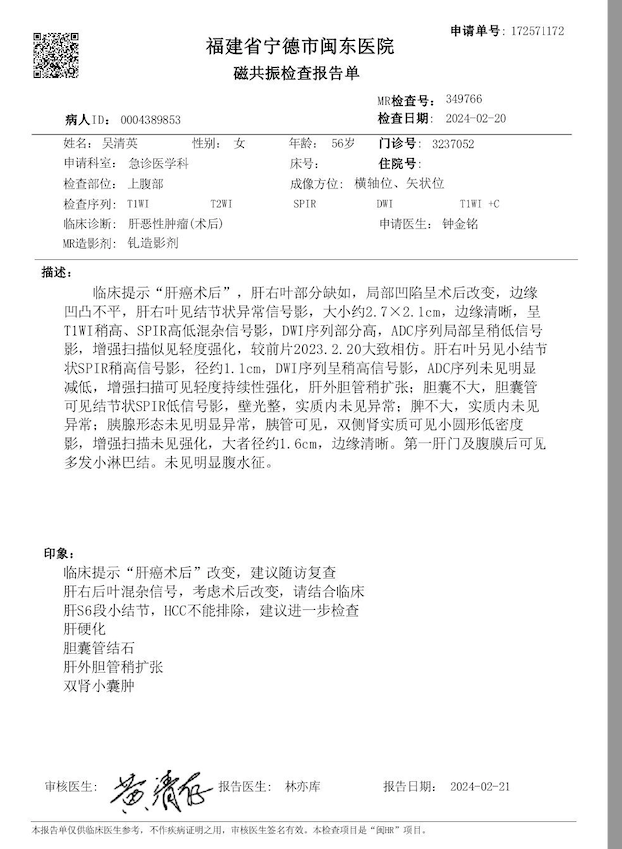 申请单号: 172571172
福建省宁德市闽东医院
磁共振检查报告单
MR检查号: 349766
病人ID: 0004389853 检查日期: 2024-02-20
姓名: 吴清英 性别: 女 年龄: 56岁 门诊号: 3237052
申请科室: 急诊医学科 床号: 住院号:
检查部位: 上腹部 成像方位: 横轴位、矢状位
检查序列: T1WI T2WI SPIR DWI T1WI +C
临床诊断: 肝恶性肿瘤(术后) 申请医生: 钟金铭
MR造影剂: 钆造影剂
描述:
临床提示“肝癌术后”，肝右叶部分缺如，局部凹陷呈术后改变，边缘
凹凸不平，肝右叶见结节状异常信号影，大小约2.7×2.1cm，边缘清晰，呈
T1WI稍高、SPIR高低混杂信号影，DWI序列部分高，ADC序列局部呈稍低信号
影，增强扫描似见轻度强化，较前片2023.2.20大致相仿。肝右叶另见小结节
状SPIR稍高信号影，径约1.1cm，DWI序列呈稍高信号影，ADC序列未见明显
减低，增强扫描可见轻度持续性强化，肝外胆管稍扩张；胆囊不大，胆囊管
可见结节状SPIR低信号影，壁光整，实质内未见异常；脾不大，实质内未见
异常；胰腺形态未见明显异常，胰管可见，双侧肾实质可见小圆形低密度
影，增强扫描未见强化，大者径约1.6cm，边缘清晰。第一肝门及腹膜后可见
多发小淋巴结。未见明显腹水征。
印象:
临床提示“肝癌术后”改变，建议随访复查
肝右后叶混杂信号，考虑术后改变，请结合临床
肝S6段小结节，HCC不能排除，建议进一步检查
肝硬化
胆囊管结石
肝外胆管稍扩张
双肾小囊肿
审核医生: 黄清存 报告医生: 林亦库 报告日期: 2024-02-21
本报告单仅供临床医生参考，不作疾病证明之用，审核医生签名有效。本检查项目是“闽HR”项目。